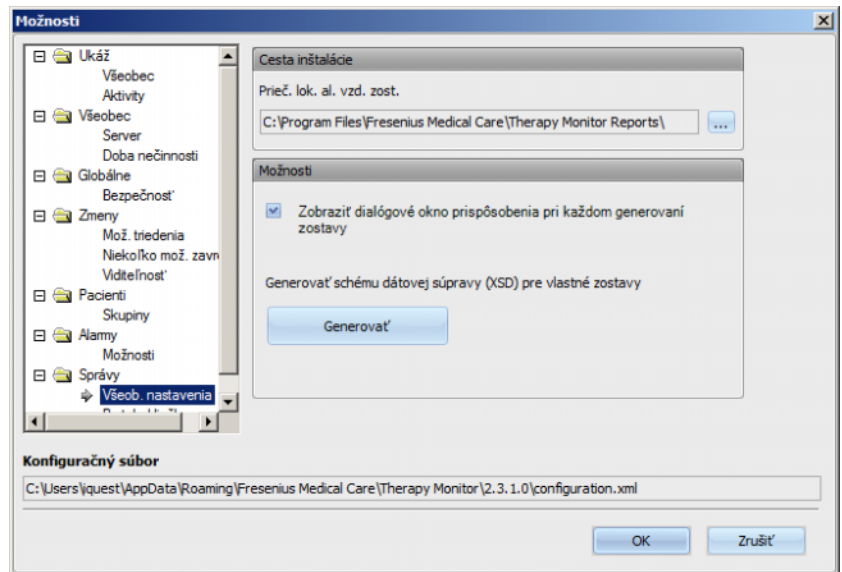 Možnosti
Ukáž
Všeobec
Aktivity
Všeobec
Server
Doba nečinnosti
Globálne
Bezpečnosť
Zmeny
Mož. triedenia
Niekoľko mož. zavr
Viditeľnosť
Pacienti
Skupiny
Alarmy
Možnosti
Správy
Všeob. nastavenia
Cesta inštalácie
Prieč. lok. al. vzd. zost.
C:\Program Files\Fresenius Medical Care\Therapy Monitor Reports\
...
Možnosti
Zobraziť dialógové okno prispôsobenia pri každom generovaní
zostavy
Generovať schému dátovej súpravy (XSD) pre vlastné zostavy
Generovať
Konfiguračný súbor
C:\Users\iquest\AppData\Roaming\Fresenius Medical Care\Therapy Monitor\2.3.1.0\configuration.xml
OK
Zrušiť